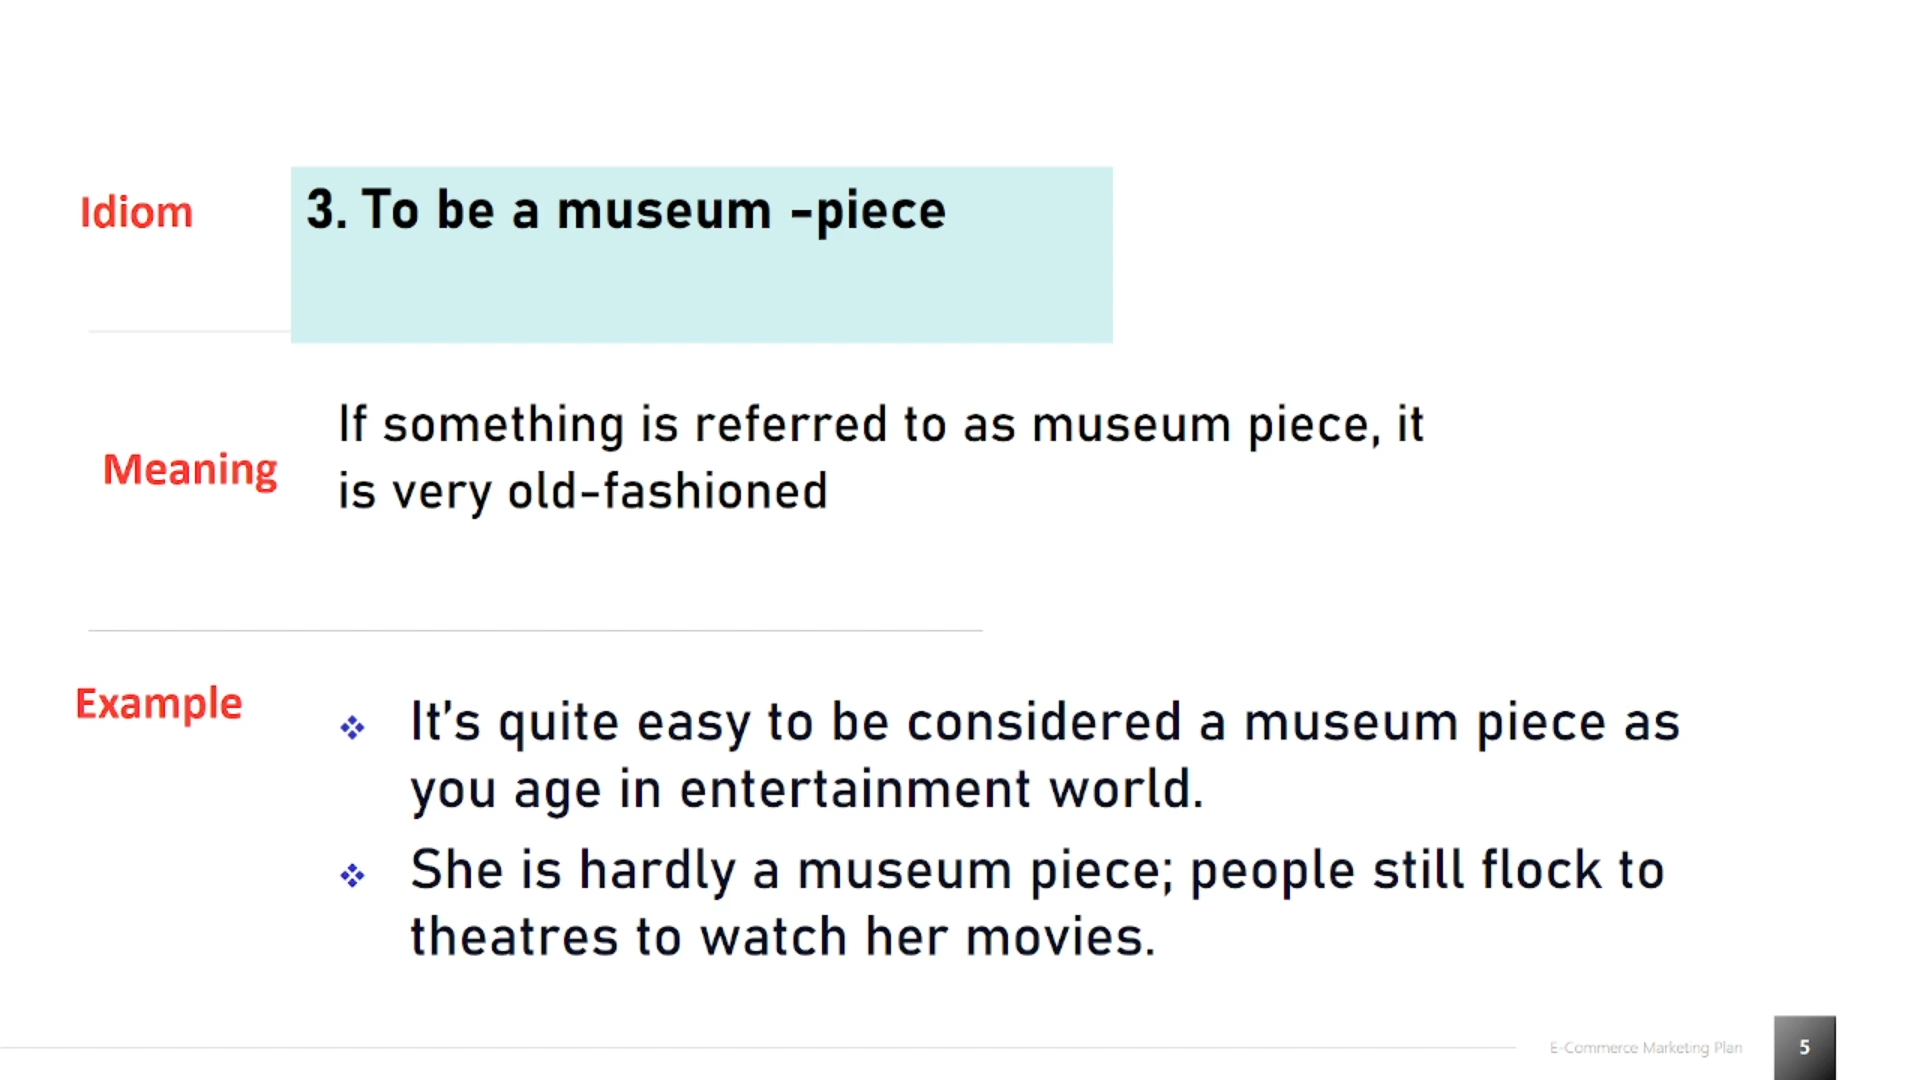 Idiom
3. To be a museum -piece
Meaning
If something is referred to as museum piece, it
is very old-fashioned
Example
❖ It’s quite easy to be considered a museum piece as
you age in entertainment world.
❖ She is hardly a museum piece; people still flock to
theatres to watch her movies.
E-Commerce Marketing Plan
5